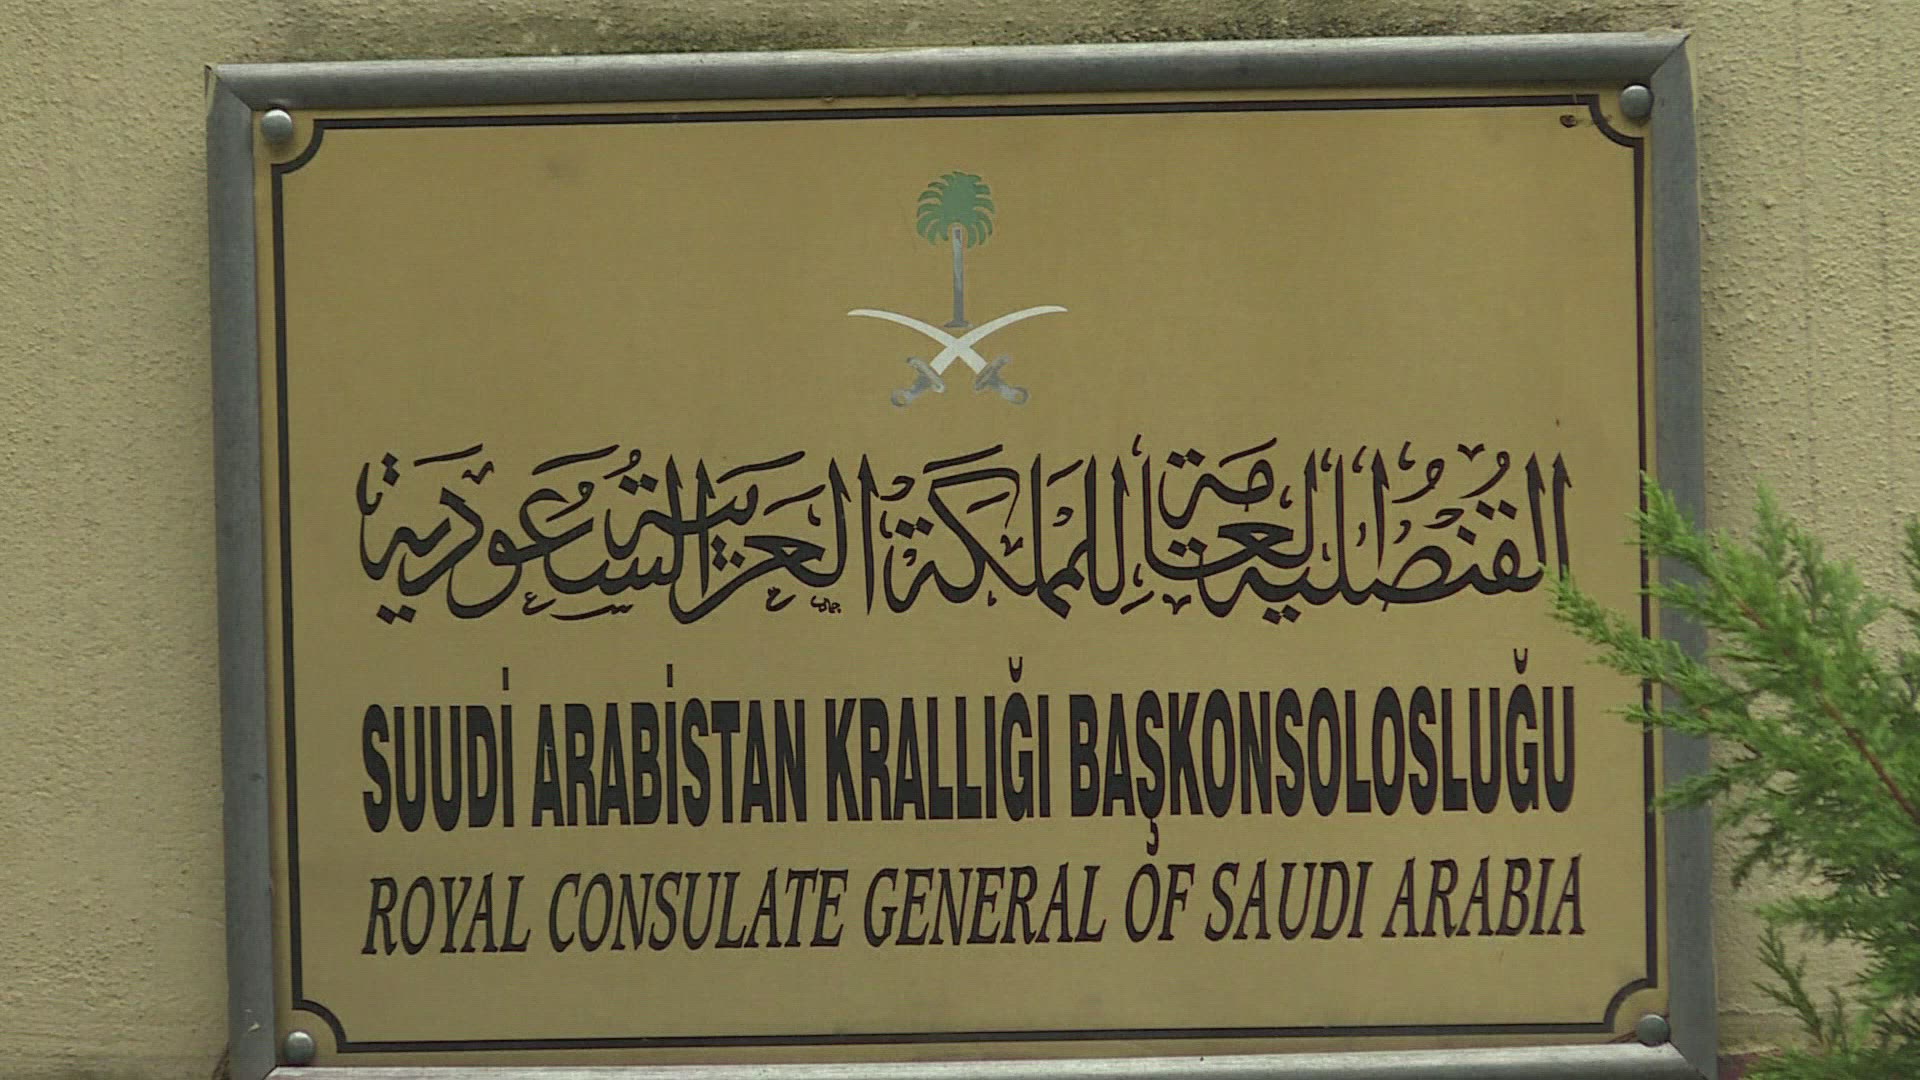 القنصلية العامة للمملكة العربية السعودية
SUUDİ ARABİSTAN KRALLIĞI BAŞKONSOLOSLUĞU
ROYAL CONSULATE GENERAL OF SAUDI ARABIA